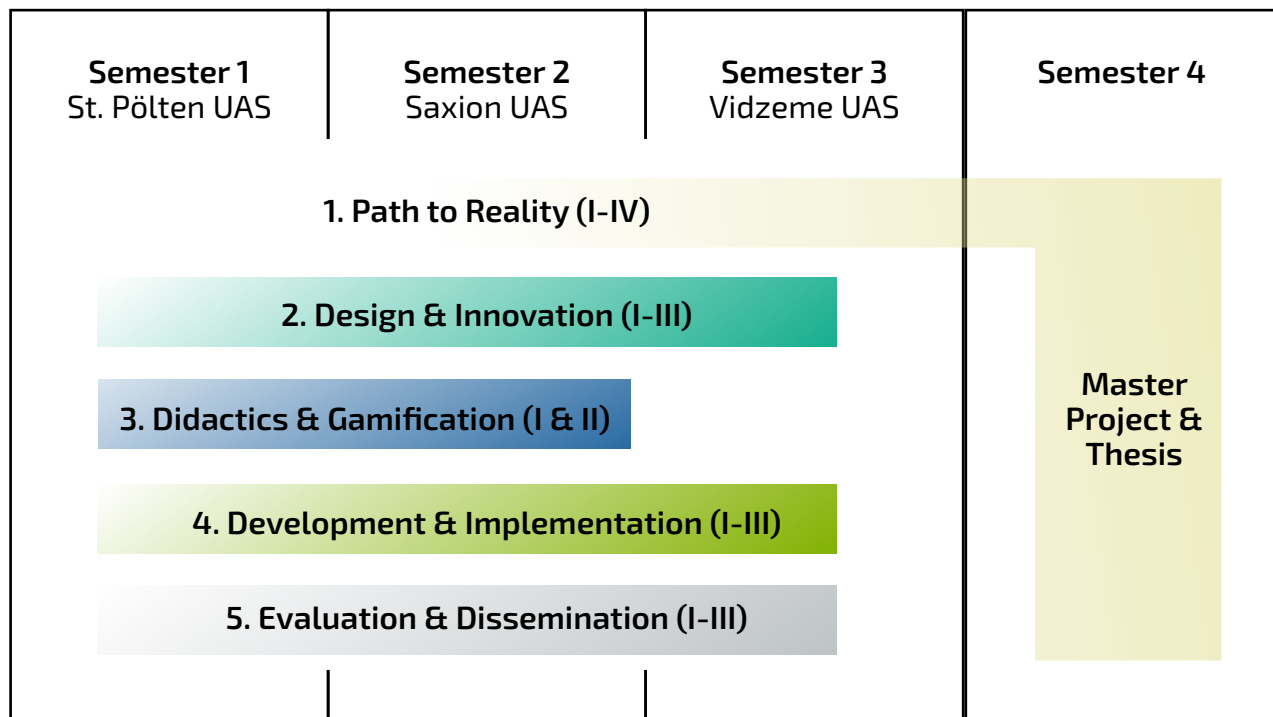 Semester 1
St. Pölten UAS
Semester 2
Saxion UAS
Semester 3
Vidzeme UAS
Semester 4
1. Path to Reality (I-IV)
2. Design & Innovation (I-III)
3. Didactics & Gamification (I & II)
4. Development & Implementation (I-III)
5. Evaluation & Dissemination (I-III)
Master
Project &
Thesis